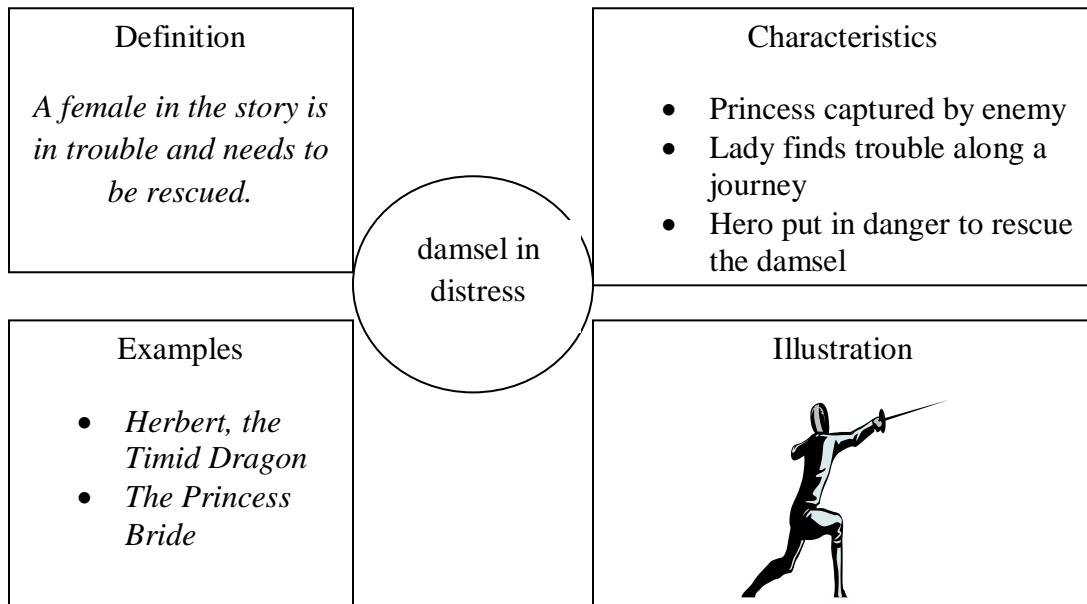 Definition
A female in the story is
in trouble and needs to
be rescued.
Characteristics
• Princess captured by enemy
• Lady finds trouble along a
journey
• Hero put in danger to rescue
the damsel
damsel in
distress
Examples
• Herbert, the
Timid Dragon
• The Princess
Bride
Illustration